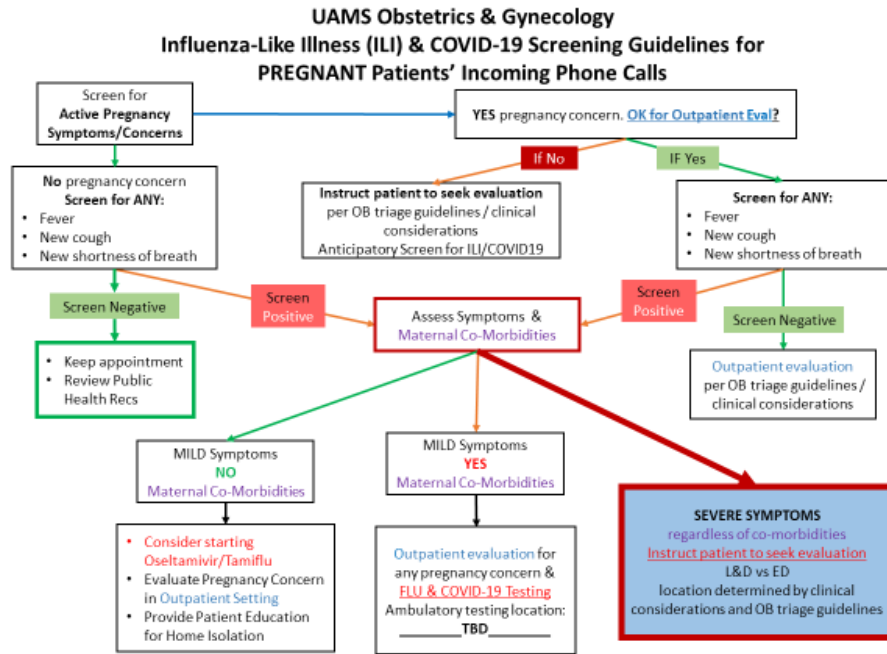 UAMS Obstetrics & Gynecology
Influenza-Like Illness (ILI) & COVID-19 Screening Guidelines for
PREGNANT Patients' Incoming Phone Calls
Screen for
Active Pregnancy
Symptoms/Concerns
YES pregnancy concern. OK for Outpatient Eval?
If No
IF Yes
No pregnancy concern
Screen for ANY:
• Fever
• New cough
• New shortness of breath
Instruct patient to seek evaluation
per OB triage guidelines / clinical
considerations
Anticipatory Screen for ILI/COVID19
Screen for ANY:
• Fever
• New cough
• New shortness of breath
Screen Negative
Screen
Positive
Assess Symptoms &
Maternal Co-Morbidities
Screen
Positive
Screen Negative
• Keep appointment
• Review Public
Health Recs
Outpatient evaluation
per OB triage guidelines /
clinical considerations
MILD Symptoms
NO
Maternal Co-Morbidities
MILD Symptoms
YES
Maternal Co-Morbidities
SEVERE SYMPTOMS
regardless of co-morbidities
Instruct patient to seek evaluation
L&D vs ED
location determined by clinical
considerations and OB triage guidelines
• Consider starting
Oseltamivir/Tamiflu
• Evaluate Pregnancy Concern
in Outpatient Setting
• Provide Patient Education
for Home Isolation
Outpatient evaluation for
any pregnancy concern &
FLU & COVID-19 Testing
Ambulatory testing location:
________TBD________